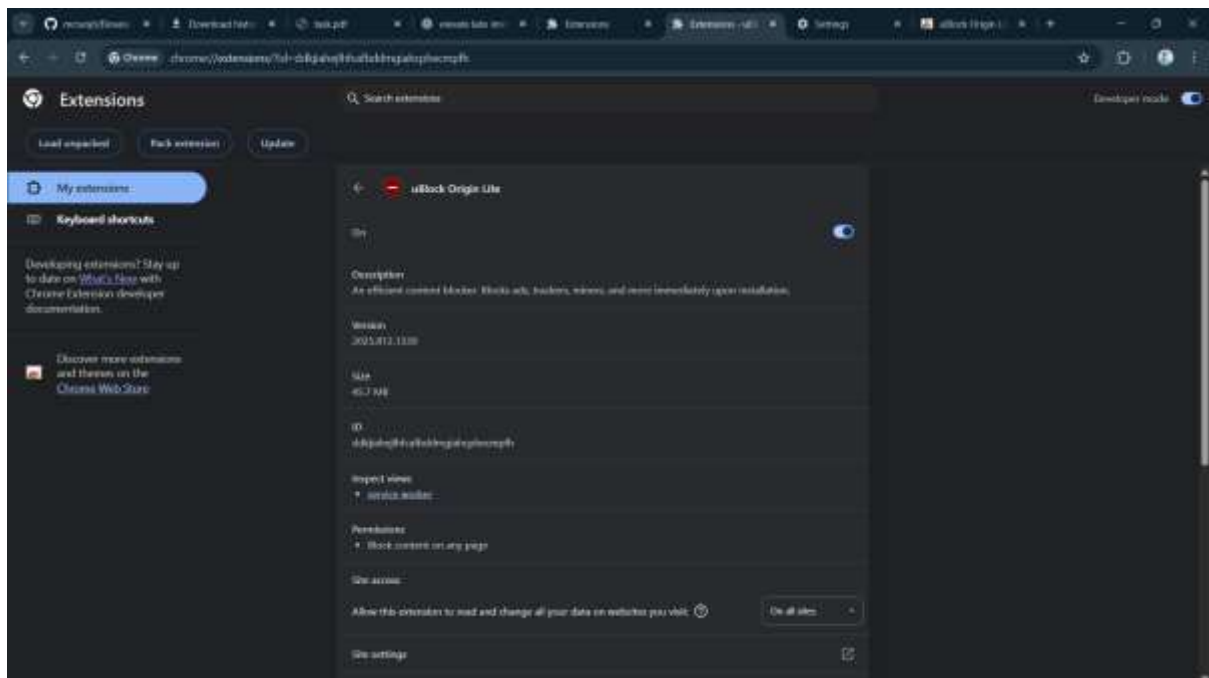 Extensions
Search extensions
Developer mode
Load unpacked
Pack extension
Update
My extensions
Keyboard shortcuts
Developing extensions? Stay up
to date on What's New with
Chrome Extension developer
documentation.
Discover more extensions
and themes on the
Chrome Web Store
uBlock Origin Lite
On
Description
An efficient content blocker. Blocks ads, trackers, miners, and more immediately upon installation.
Version
Size
45.7 MB
ID
Inspect views
service worker
Permissions
Block content on any page
Site access
Allow this extension to read and change all your data on websites you visit:
On all sites
Site settings